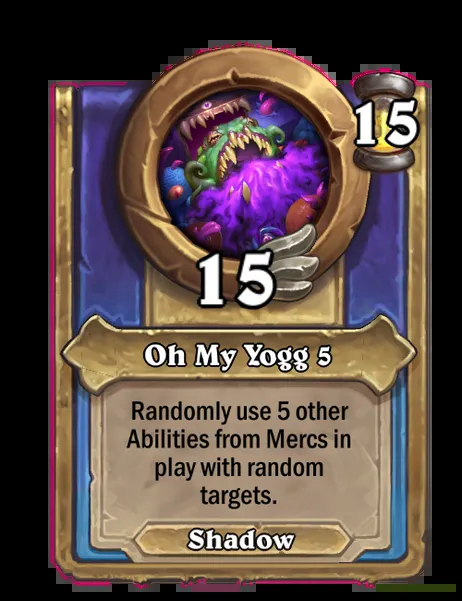 15
15
Oh My Yogg 5
Randomly use 5 other
Abilities from Mercs in
play with random
targets.
Shadow